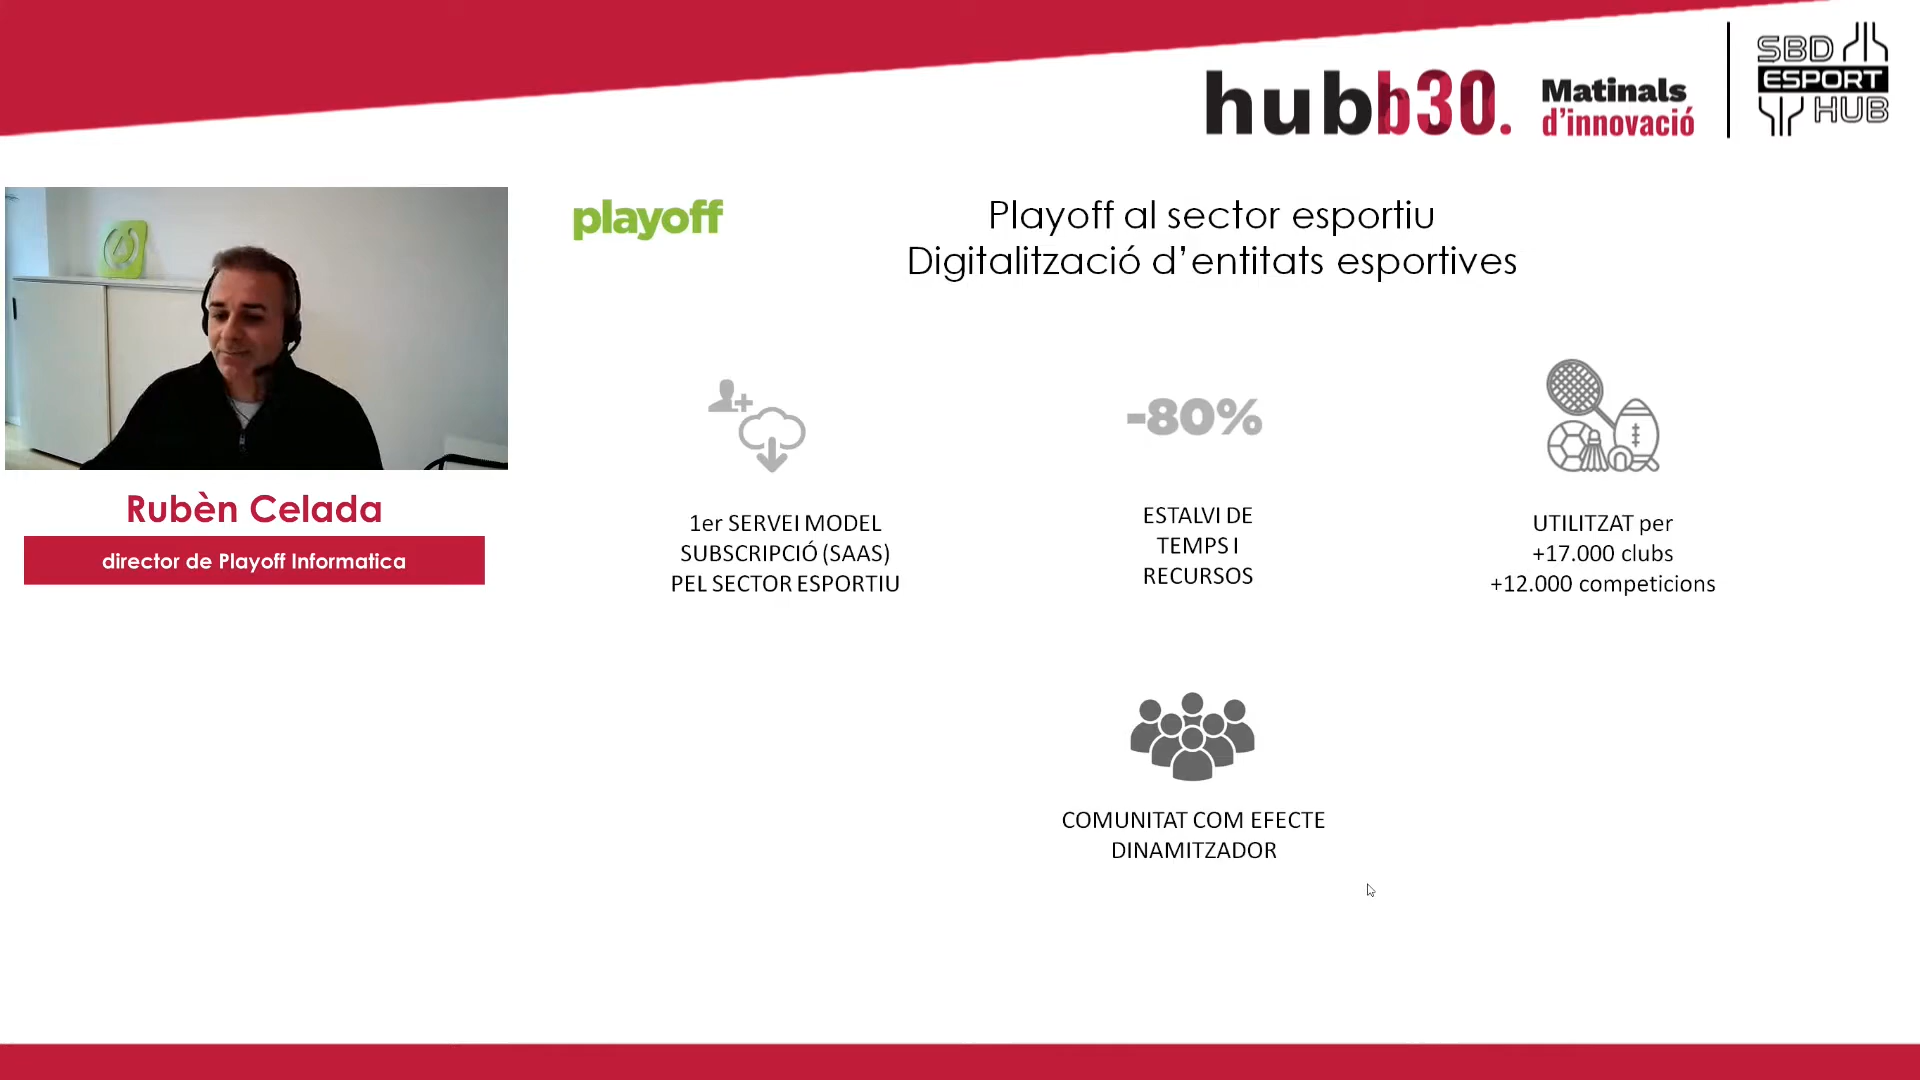 hubb30.
Matinals
d'innovació
SBD
ESPORT
HUB
playoff
Playoff al sector esportiu
Digitalització d'entitats esportives
Rubèn Celada
director de Playoff Informatica
1er SERVEI MODEL
SUBSCRIPCIÓ (SAAS)
PEL SECTOR ESPORTIU
-80%
ESTALVI DE
TEMPS I
RECURSOS
UTILITZAT per
+17.000 clubs
+12.000 competicions
COMUNITAT COM EFECTE
DINAMITZADOR